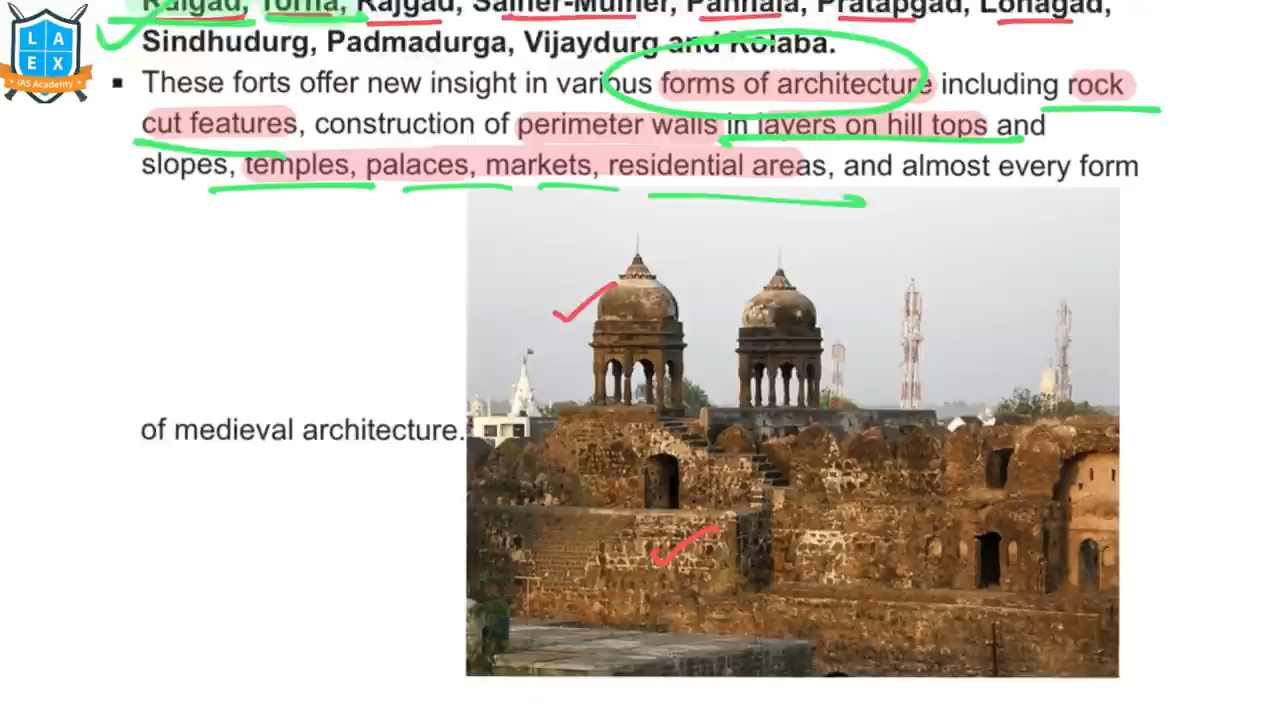 Raigad, Torna, Rajgad, Salher-Mulher, Panhala, Pratapgad, Lohagad,
Sindhudurg, Padmadurga, Vijaydurg and Kolaba.
These forts offer new insight in various forms of architecture including rock
cut features, construction of perimeter walls in layers on hill tops and
slopes, temples, palaces, markets, residential areas, and almost every form
of medieval architecture.
L A
E X
IAS Academy